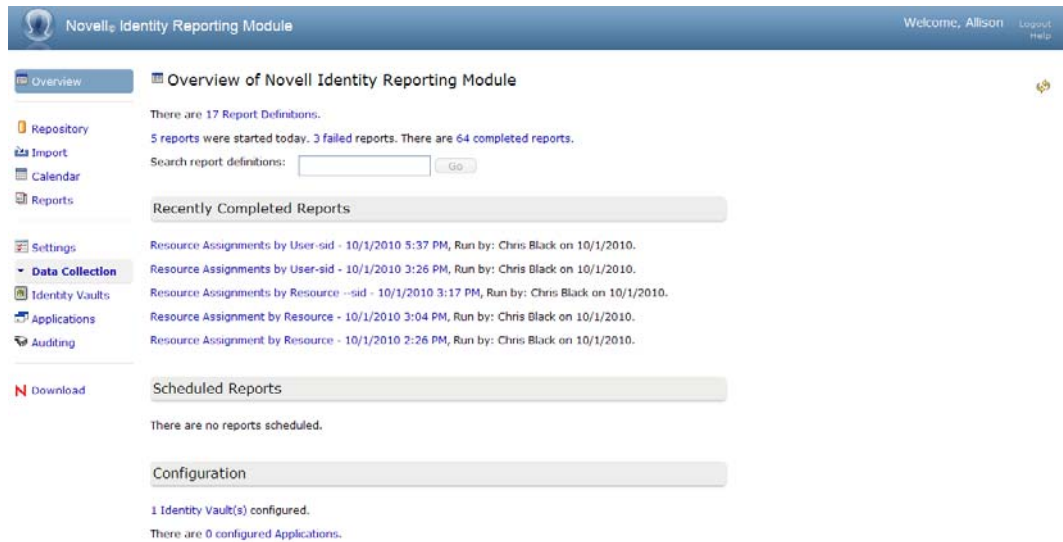 Novell® Identity Reporting Module
Welcome, Allison
Logout
Help
Overview
Repository
Import
Calendar
Reports
Settings
Data Collection
Identity Vaults
Applications
Auditing
Download
Overview of Novell Identity Reporting Module
There are 17 Report Definitions.
5 reports were started today. 3 failed reports. There are 64 completed reports.
Search report definitions:
Go
Recently Completed Reports
Resource Assignments by User-sid - 10/1/2010 5:37 PM, Run by: Chris Black on 10/1/2010.
Resource Assignments by User-sid - 10/1/2010 3:26 PM, Run by: Chris Black on 10/1/2010.
Resource Assignments by Resource --sid - 10/1/2010 3:17 PM, Run by: Chris Black on 10/1/2010.
Resource Assignment by Resource - 10/1/2010 3:04 PM, Run by: Chris Black on 10/1/2010.
Resource Assignment by Resource - 10/1/2010 2:26 PM, Run by: Chris Black on 10/1/2010.
Scheduled Reports
There are no reports scheduled.
Configuration
1 Identity Vault(s) configured.
There are 0 configured Applications.